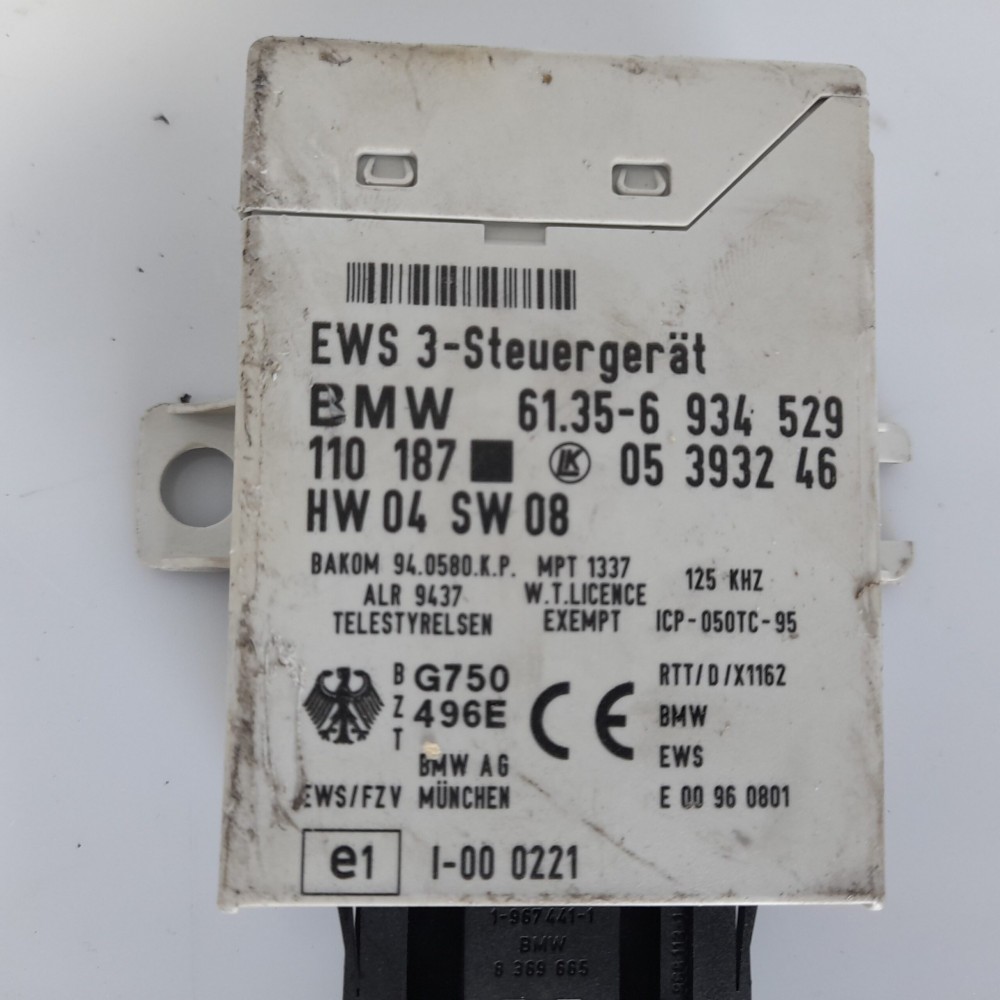 EWS 3-Steuergerät
BMW 61.35-6 934 529
110 187 LK 05 3932 46
HW 04 SW 08
BAKOM 94.0580.K.P. MPT 1337 125 KHZ
ALR 9437 W.T.LICENCE
TELESTYRELSEN EXEMPT ICP-050TC-95
BZT G750 RTT/D/X1162
496E CE BMW
BMW AG EWS
EWS/FZV MÜNCHEN E 00 96 0801
e1 I-00 0221
1-967441-1
BMW
8 369 665